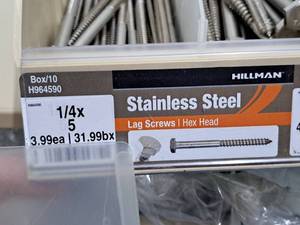 Box/10
H964590
HILLMAN
1/4x
5
3.99ea | 31.99bx
Stainless Steel
Lag Screws | Hex Head